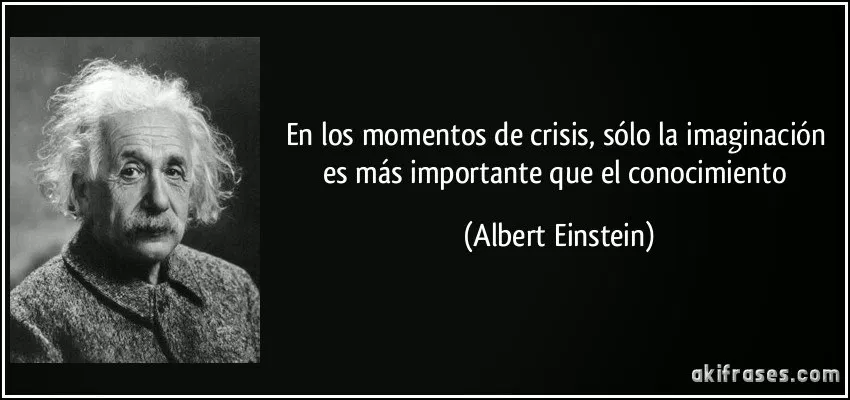 En los momentos de crisis, sólo la imaginación
es más importante que el conocimiento
(Albert Einstein)
akifrases.com